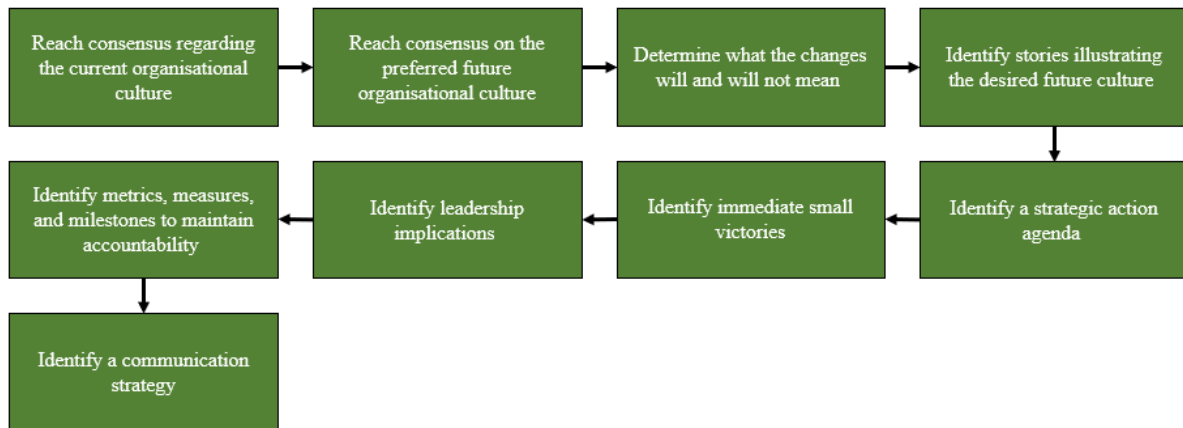 Reach consensus regarding
the current organisational
culture
Reach consensus on the
preferred future
organisational culture
Determine what the changes
will and will not mean
Identify stories illustrating
the desired future culture
Identify a strategic action
agenda
Identify immediate small
victories
Identify leadership
implications
Identify metrics, measures,
and milestones to maintain
accountability
Identify a communication
strategy